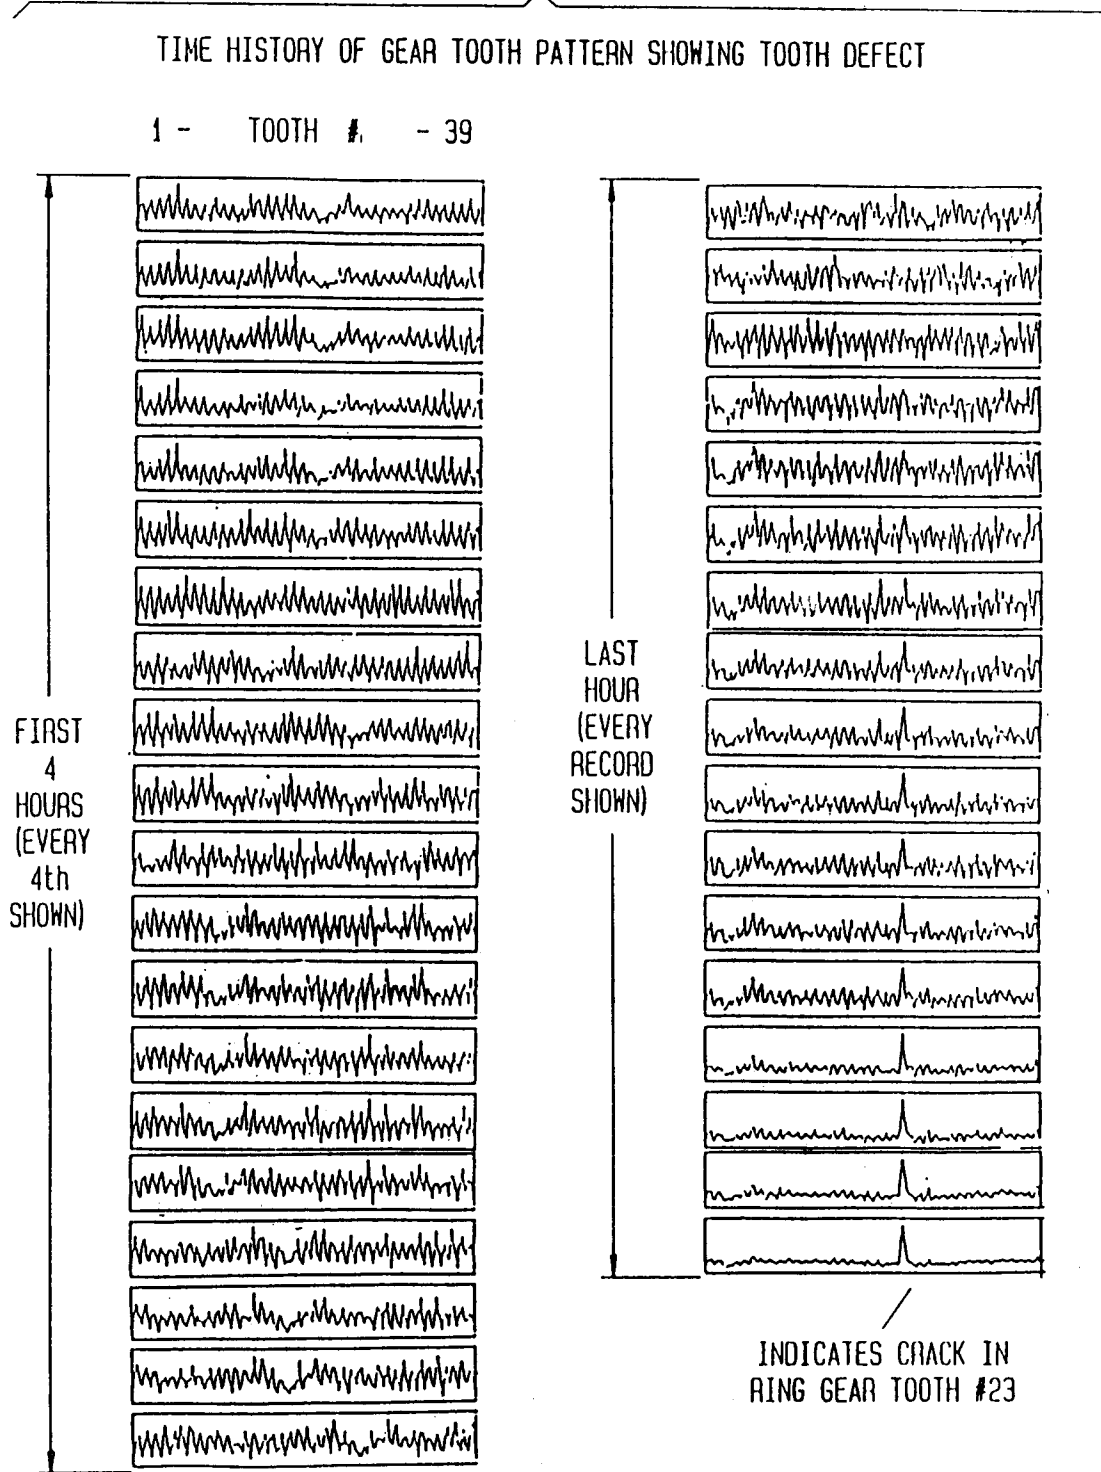 TIME HISTORY OF GEAR TOOTH PATTERN SHOWING TOOTH DEFECT
1 - TOOTH # - 39
FIRST
4
HOURS
(EVERY
4th
SHOWN)
LAST
HOUR
(EVERY
RECORD
SHOWN)
INDICATES CRACK IN
RING GEAR TOOTH #23